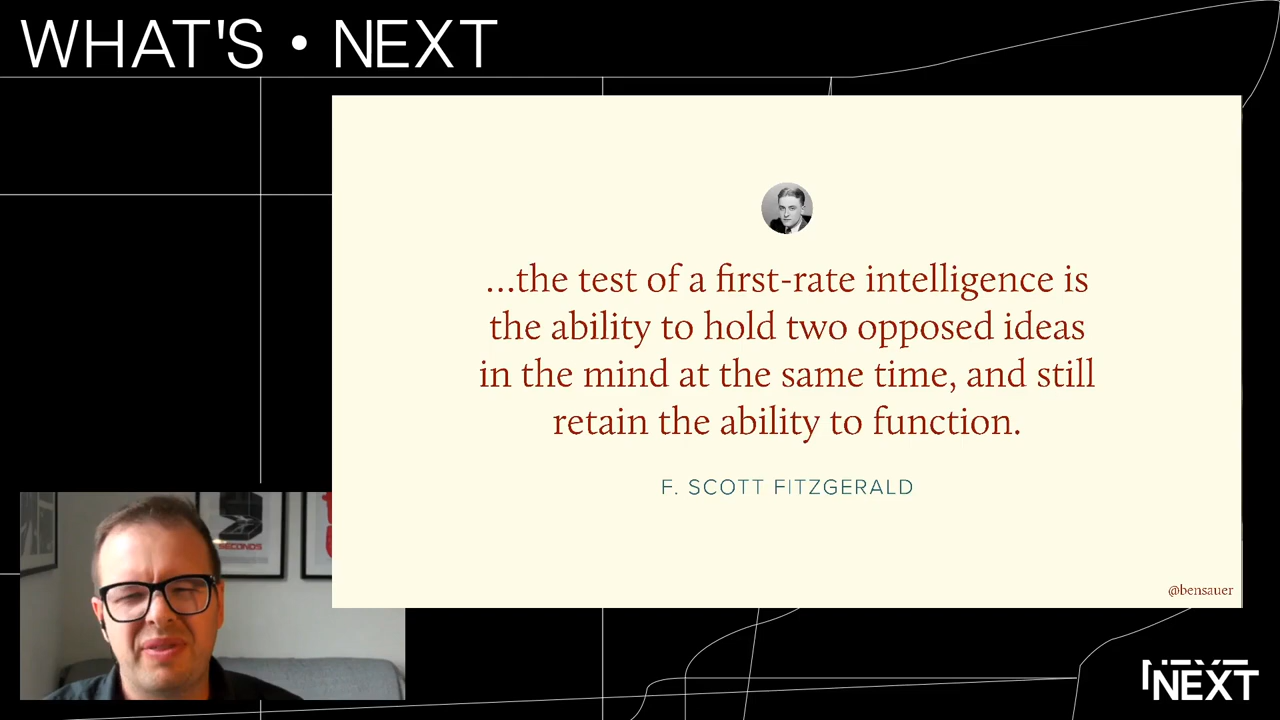 WHAT'S • NEXT
...the test of a first-rate intelligence is
the ability to hold two opposed ideas
in the mind at the same time, and still
retain the ability to function.
F. SCOTT FITZGERALD
@bensauer
SECONDS
NEXT